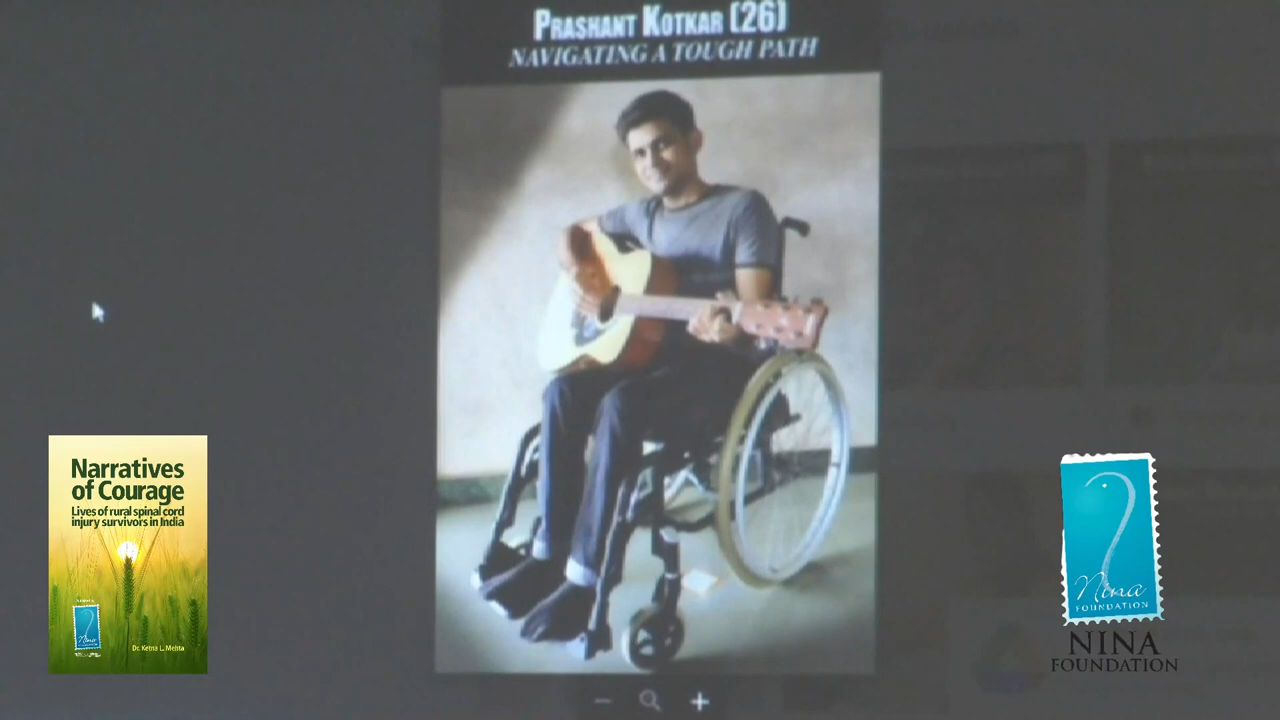 PRASHANT KOTKAR (26)
NAVIGATING A TOUGH PATH
Narratives
of Courage
Lives of rural spinal cord
injury survivors in India
Nina
Dr. Ketna L. Mehta
Nina
FOUNDATION
NINA
FOUNDATION